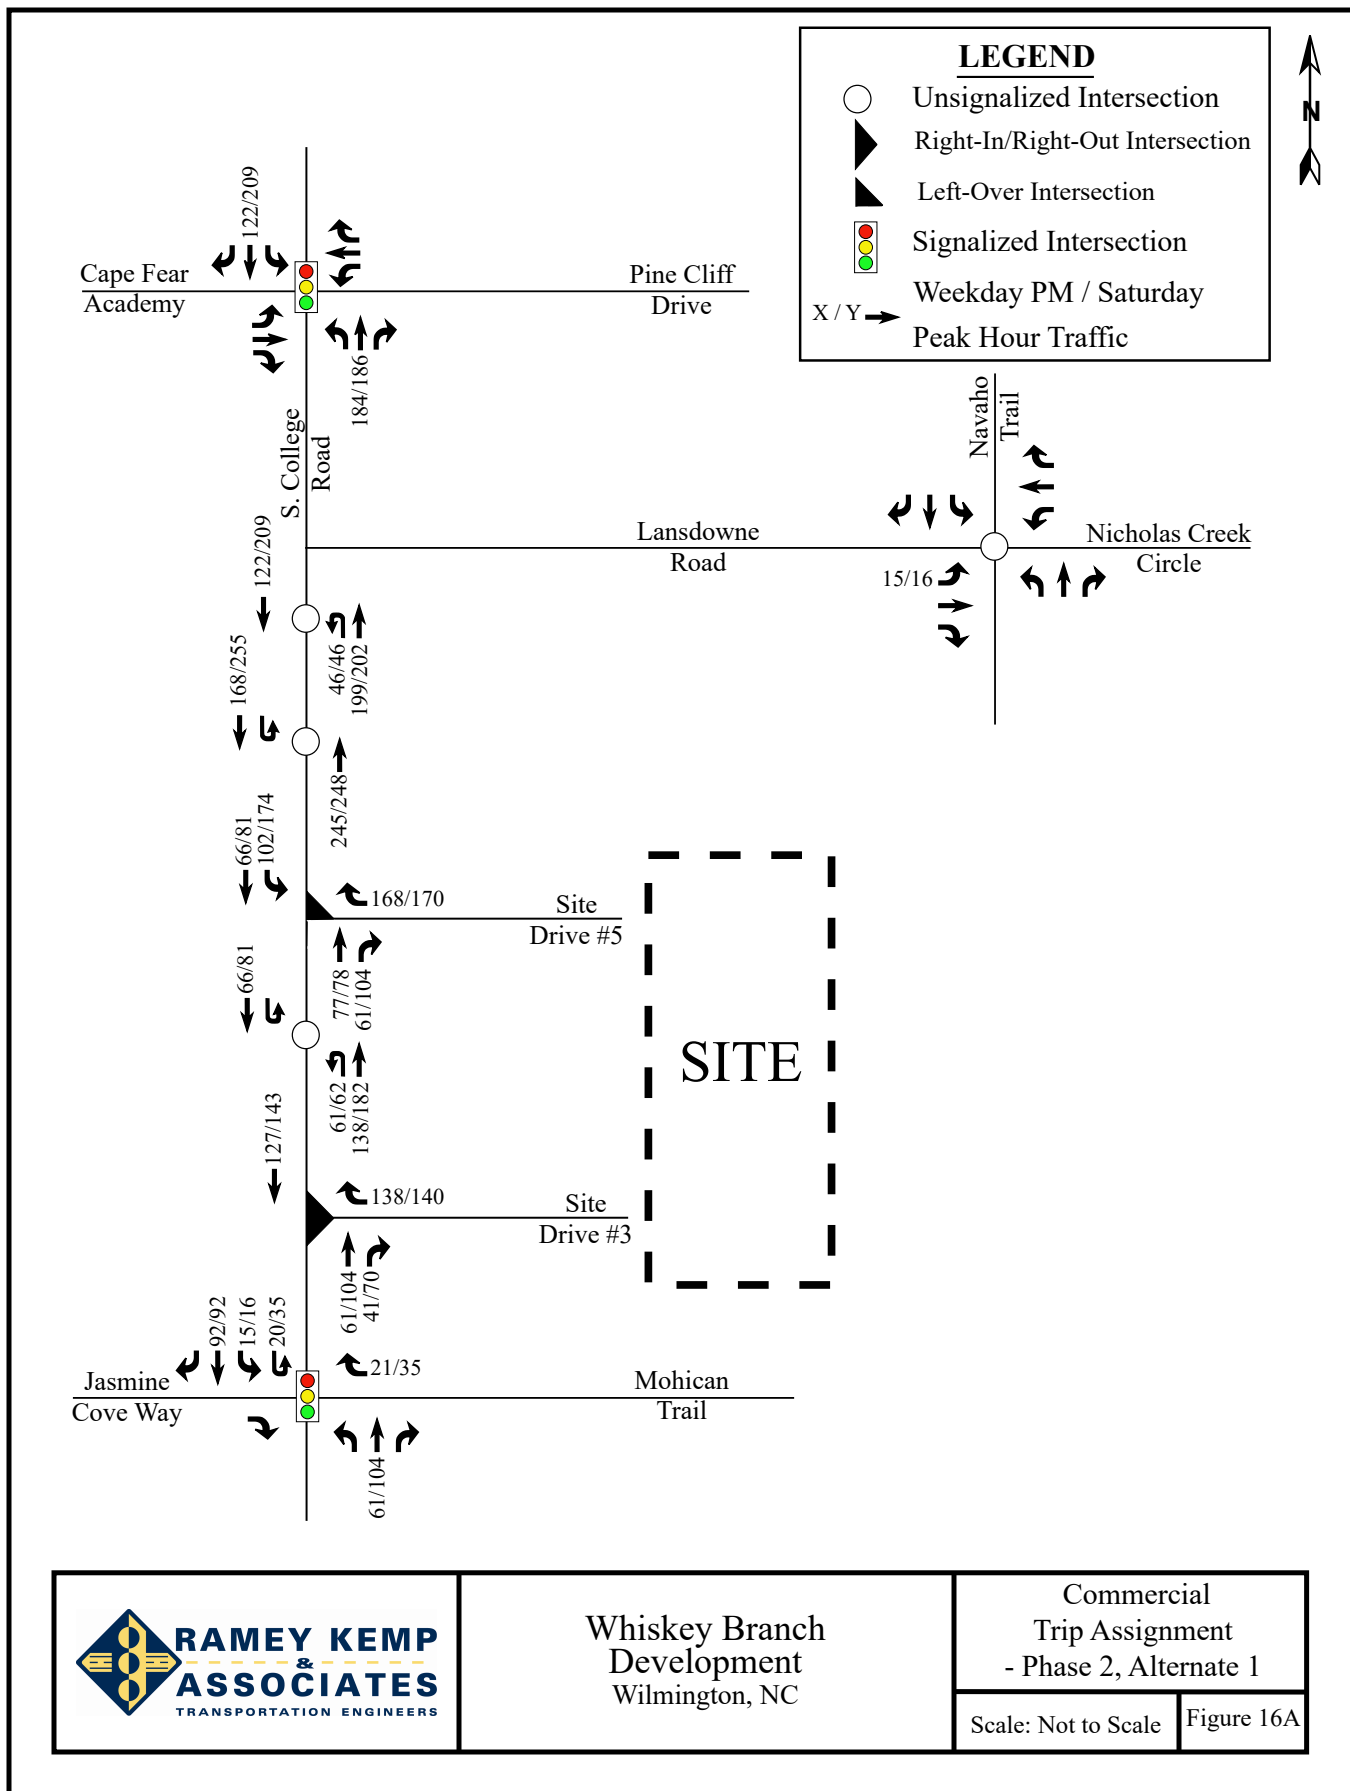 LEGEND
Unsignalized Intersection
Right-In/Right-Out Intersection
Left-Over Intersection
Signalized Intersection
X / Y
Weekday PM / Saturday
Peak Hour Traffic
N
122/209
Cape Fear
Academy
Pine Cliff
Drive
184/186
S. College
Road
Navaho
Trail
Lansdowne
Road
Nicholas Creek
Circle
15/16
122/209
46/46
199/202
168/255
245/248
66/81
102/174
168/170
Site
Drive #5
77/78
61/104
66/81
SITE
61/62
138/182
127/143
138/140
Site
Drive #3
61/104
41/70
92/92
15/16
20/35
21/35
Jasmine
Cove Way
Mohican
Trail
61/104
RAMEY KEMP
&
ASSOCIATES
TRANSPORTATION ENGINEERS
Whiskey Branch
Development
Wilmington, NC
Commercial
Trip Assignment
- Phase 2, Alternate 1
Scale: Not to Scale
Figure 16A